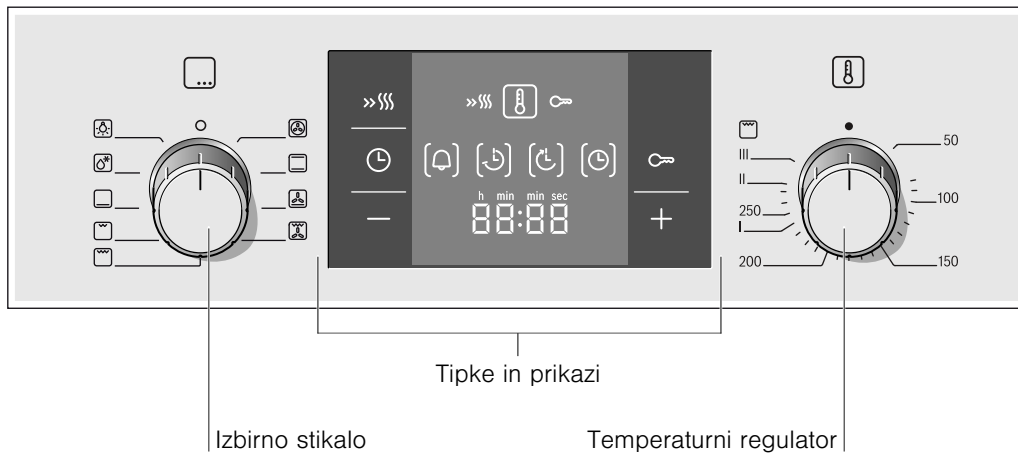 h min min sec
88:88
III
II
250
I
200
50
100
150
Tipke in prikazi
Izbirno stikalo
Temperaturni regulator